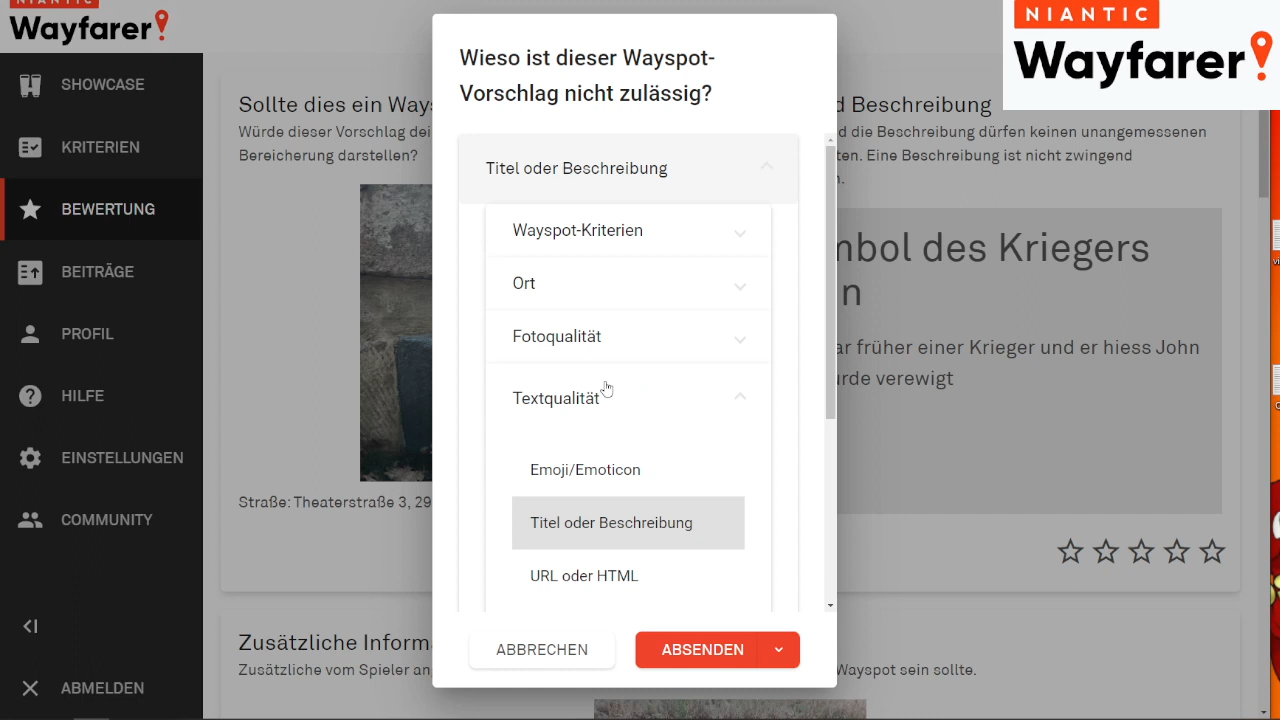 NIANTIC
Wayfarer
NIANTIC
Wayfarer
SHOWCASE
KRITERIEN
BEWERTUNG
BEITRÄGE
PROFIL
HILFE
EINSTELLUNGEN
COMMUNITY
ABMELDEN
Sollte dies ein Ways
Würde dieser Vorschlag dei
Bereicherung darstellen?
Straße: Theaterstraße 3, 29
Zusätzliche Inform
Zusätzliche vom Spieler an
Wieso ist dieser Wayspot-
Vorschlag nicht zulässig?
Titel oder Beschreibung
Wayspot-Kriterien
Ort
Fotoqualität
Textqualität
Emoji/Emoticon
Titel oder Beschreibung
URL oder HTML
ABBRECHEN
ABSENDEN
d Beschreibung
d die Beschreibung dürfen keinen unangemessenen
ten. Eine Beschreibung ist nicht zwingend
mbol des Kriegers
n
ar früher einer Krieger und er hiess John
urde verewigt
Wayspot sein sollte.